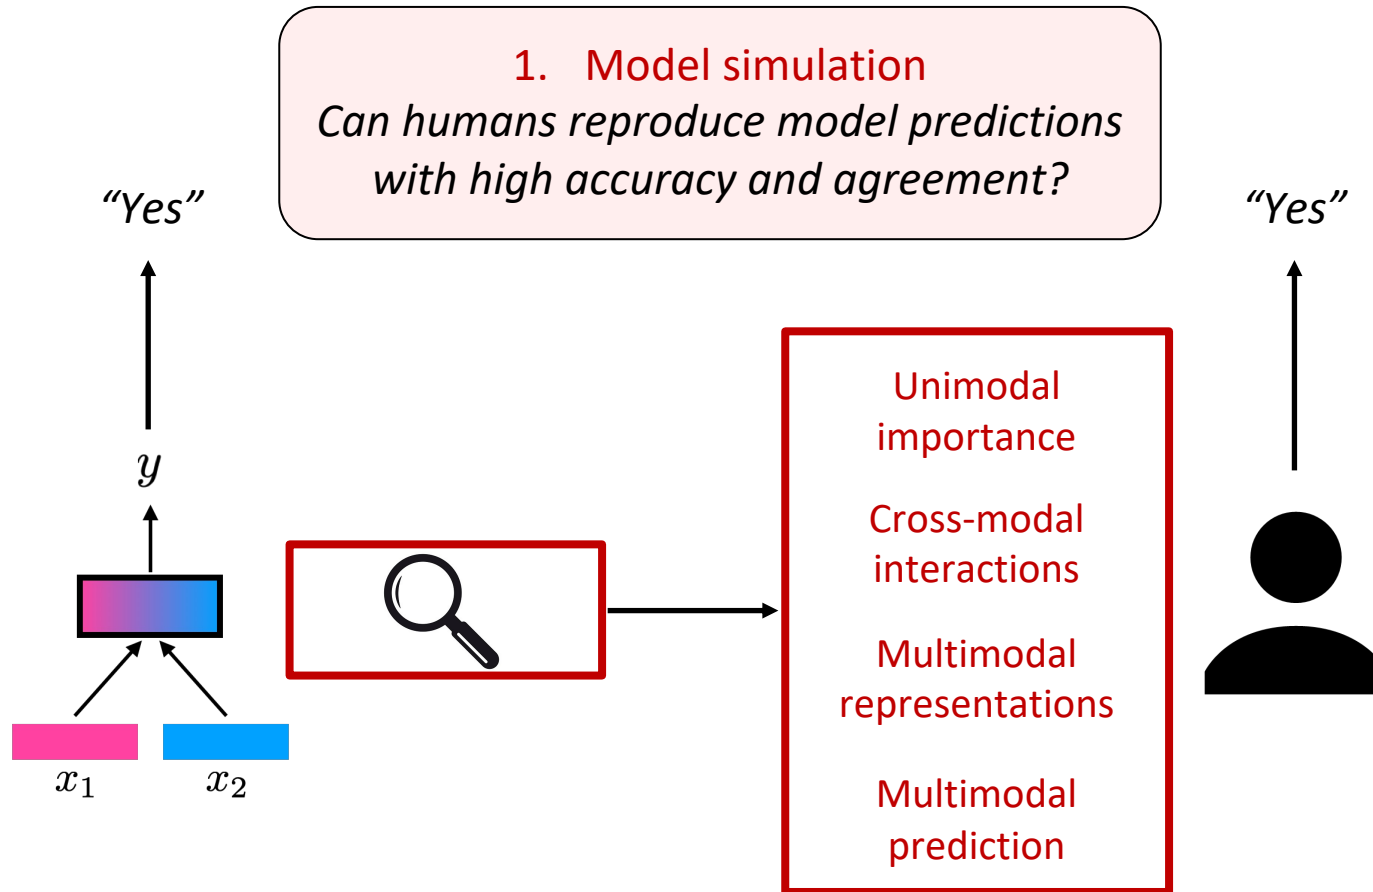 1. Model simulation
Can humans reproduce model predictions
with high accuracy and agreement?
“Yes”
“Yes”
y
x₁
x₂
Unimodal
importance
Cross-modal
interactions
Multimodal
representations
Multimodal
prediction